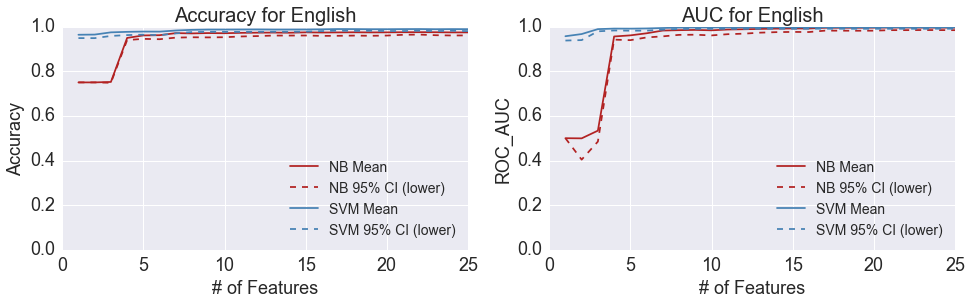 Accuracy for English
1.0
0.8
0.6
0.4
0.2
0.0
Accuracy
NB Mean
NB 95% CI (lower)
SVM Mean
SVM 95% CI (lower)
0 5 10 15 20 25
# of Features
AUC for English
1.0
0.8
0.6
0.4
0.2
0.0
ROC_AUC
NB Mean
NB 95% CI (lower)
SVM Mean
SVM 95% CI (lower)
0 5 10 15 20 25
# of Features